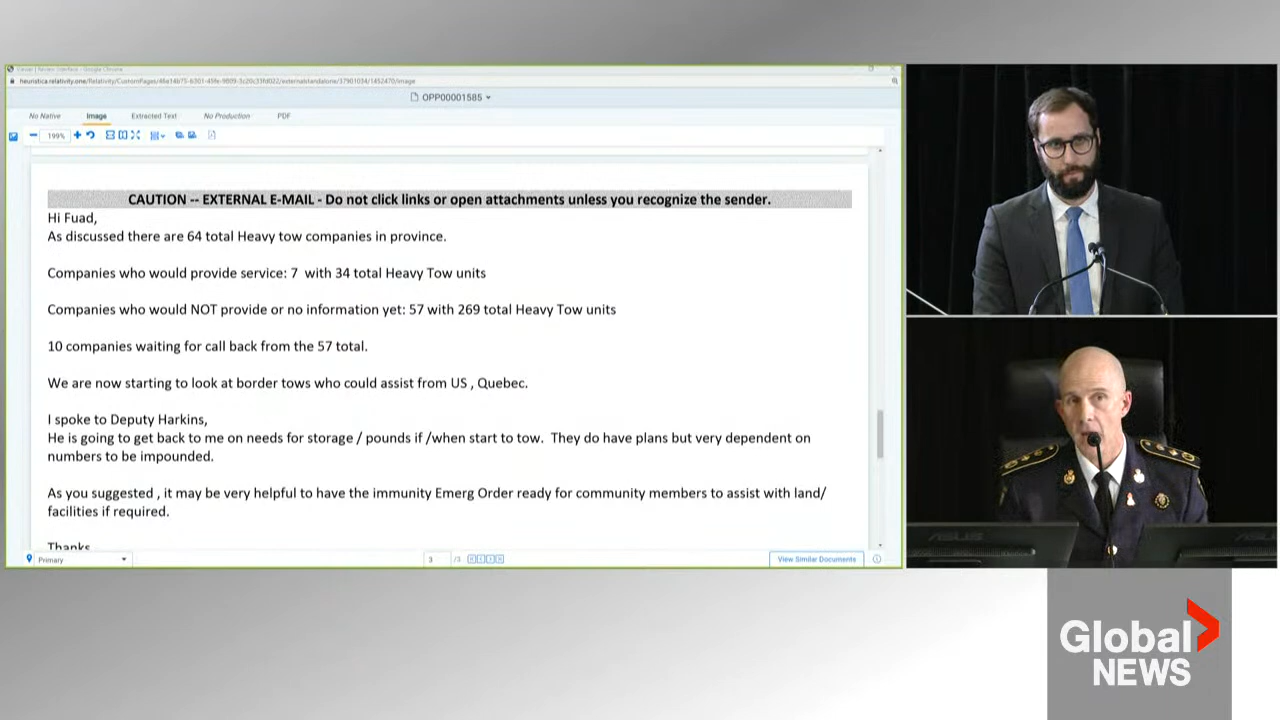 OPP00001585
No Native Image Extracted Text No Production PDF
199%
CAUTION -- EXTERNAL E-MAIL - Do not click links or open attachments unless you recognize the sender.
Hi Fuad,
As discussed there are 64 total Heavy tow companies in province.
Companies who would provide service: 7 with 34 total Heavy Tow units
Companies who would NOT provide or no information yet: 57 with 269 total Heavy Tow units
10 companies waiting for call back from the 57 total.
We are now starting to look at border tows who could assist from US , Quebec.
I spoke to Deputy Harkins,
He is going to get back to me on needs for storage / pounds if /when start to tow. They do have plans but very dependent on
numbers to be impounded.
As you suggested , it may be very helpful to have the immunity Emerg Order ready for community members to assist with land/
facilities if required.
Thanks
Primary
3
View Similar Documents
ASUS
Global
NEWS